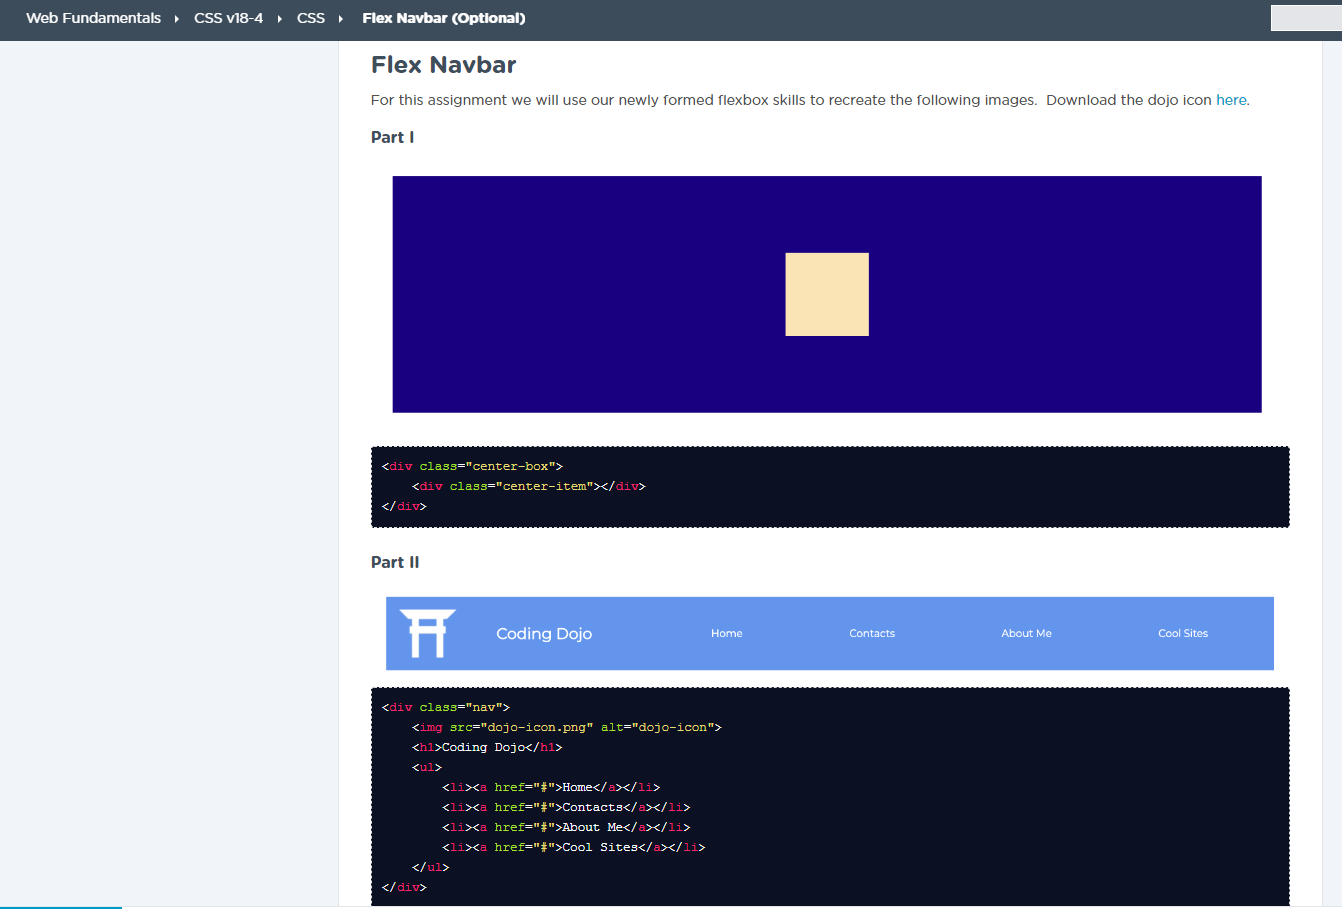 Web Fundamentals CSS v18-4 CSS Flex Navbar (Optional)
Flex Navbar
For this assignment we will use our newly formed flexbox skills to recreate the following images.  Download the dojo icon here.
Part I
<div class="center-box">
    <div class="center-item"></div>
</div>
Part II
Coding Dojo Home Contacts About Me Cool Sites
<div class="nav">
    <img src="dojo-icon.png" alt="dojo-icon">
    <h1>Coding Dojo</h1>
    <ul>
        <li><a href="#">Home</a></li>
        <li><a href="#">Contacts</a></li>
        <li><a href="#">About Me</a></li>
        <li><a href="#">Cool Sites</a></li>
    </ul>
</div>